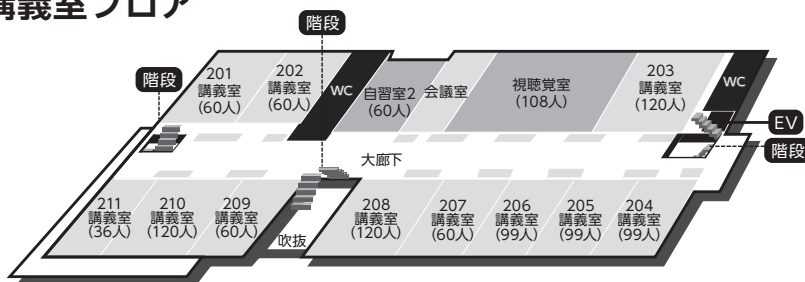 講義室フロア
階段
階段
201
講義室
(60人)
202
講義室
(60人)
WC
自習室2
(60人)
会議室
視聴覚室
(108人)
203
講義室
(120人)
WC
EV
階段
大廊下
211
講義室
(36人)
210
講義室
(120人)
209
講義室
(60人)
吹抜
208
講義室
(120人)
207
講義室
(60人)
206
講義室
(99人)
205
講義室
(99人)
204
講義室
(99人)